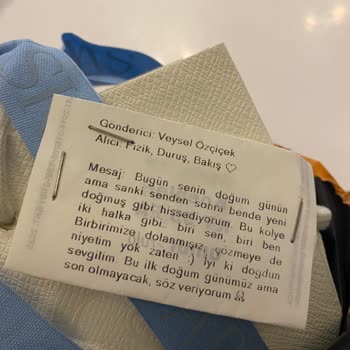 Gönderici: Veysel Özçiçek
Alıcı: Fizik, Duruş, Bakış ♡
Mesaj: Bugün senin doğum günün
ama sanki senden sonra bende yeni
doğmuş gibi hissediyorum. Bu kolye
iki halka gibi. biri sen, biri ben
Birbirimize dolanmışız çözmeye de
niyetim yok zaten :) İyi ki doğdun
sevgilim. Bu ilk doğum günümüz ama
son olmayacak, söz veriyorum